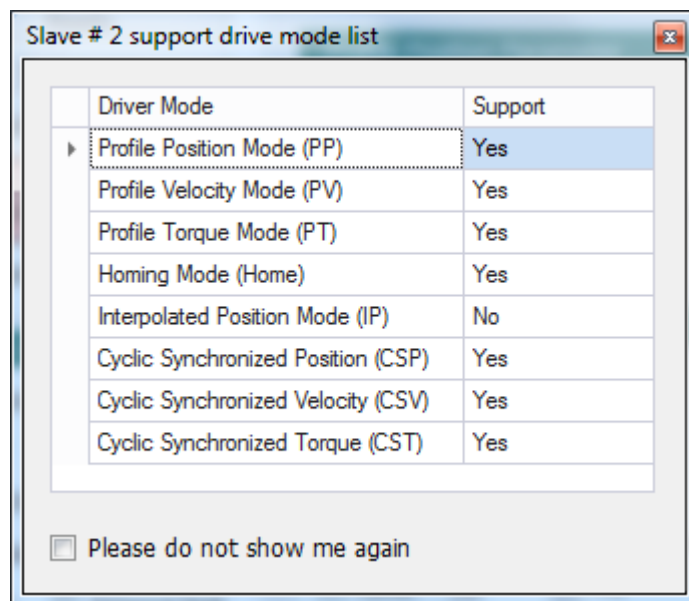 Slave # 2 support drive mode list
Driver Mode Support
Profile Position Mode (PP) Yes
Profile Velocity Mode (PV) Yes
Profile Torque Mode (PT) Yes
Homing Mode (Home) Yes
Interpolated Position Mode (IP) No
Cyclic Synchronized Position (CSP) Yes
Cyclic Synchronized Velocity (CSV) Yes
Cyclic Synchronized Torque (CST) Yes
Please do not show me again